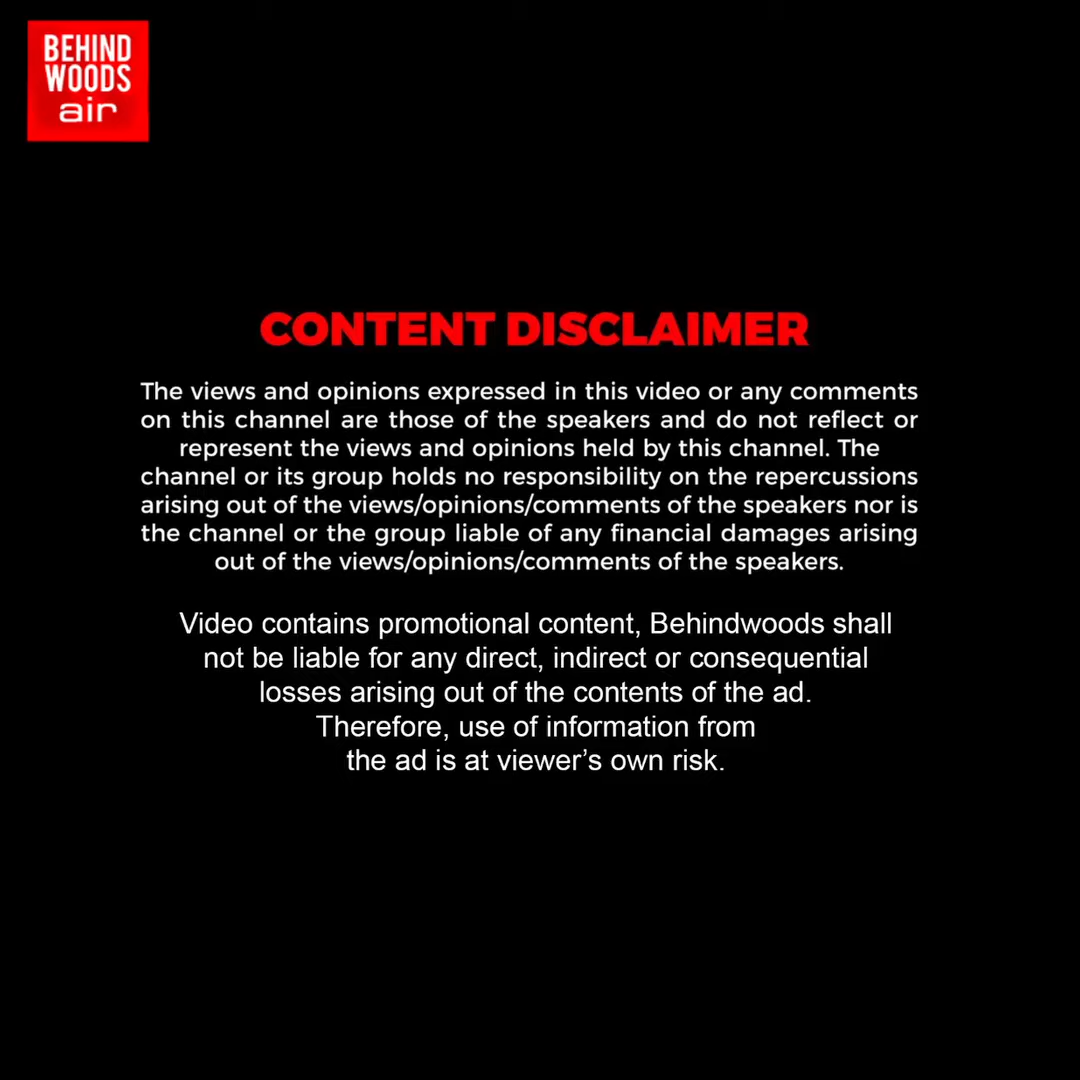 BEHIND
WOODS
air
CONTENT DISCLAIMER
The views and opinions expressed in this video or any comments
on this channel are those of the speakers and do not reflect or
represent the views and opinions held by this channel. The
channel or its group holds no responsibility on the repercussions
arising out of the views/opinions/comments of the speakers nor is
the channel or the group liable of any financial damages arising
out of the views/opinions/comments of the speakers.
Video contains promotional content, Behindwoods shall
not be liable for any direct, indirect or consequential
losses arising out of the contents of the ad.
Therefore, use of information from
the ad is at viewer’s own risk.